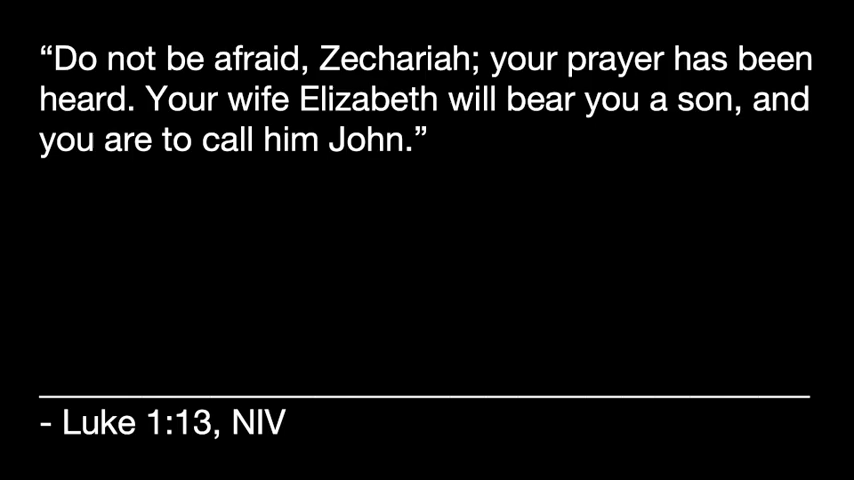 “Do not be afraid, Zechariah; your prayer has been
heard. Your wife Elizabeth will bear you a son, and
you are to call him John.”
- Luke 1:13, NIV